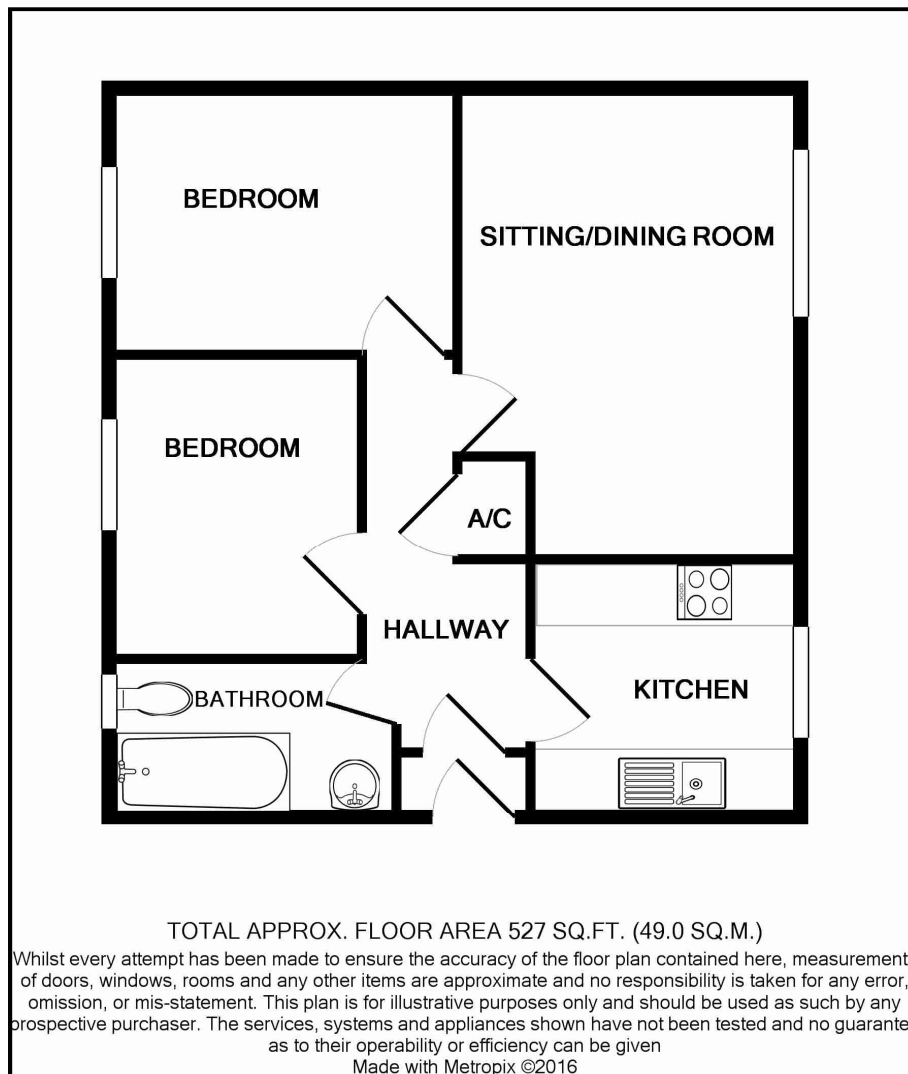 BEDROOM
SITTING/DINING ROOM
BEDROOM
A/C
HALLWAY
KITCHEN
BATHROOM
TOTAL APPROX. FLOOR AREA 527 SQ.FT. (49.0 SQ.M.)
Whilst every attempt has been made to ensure the accuracy of the floor plan contained here, measurement
of doors, windows, rooms and any other items are approximate and no responsibility is taken for any error,
omission, or mis-statement. This plan is for illustrative purposes only and should be used as such by any
prospective purchaser. The services, systems and appliances shown have not been tested and no guarante
as to their operability or efficiency can be given
Made with Metropix ©2016